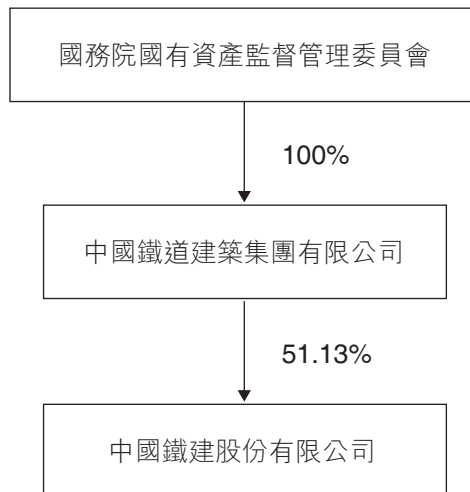 國務院國有資產監督管理委員會
100%
中國鐵道建築集團有限公司
51.13%
中國鐵建股份有限公司